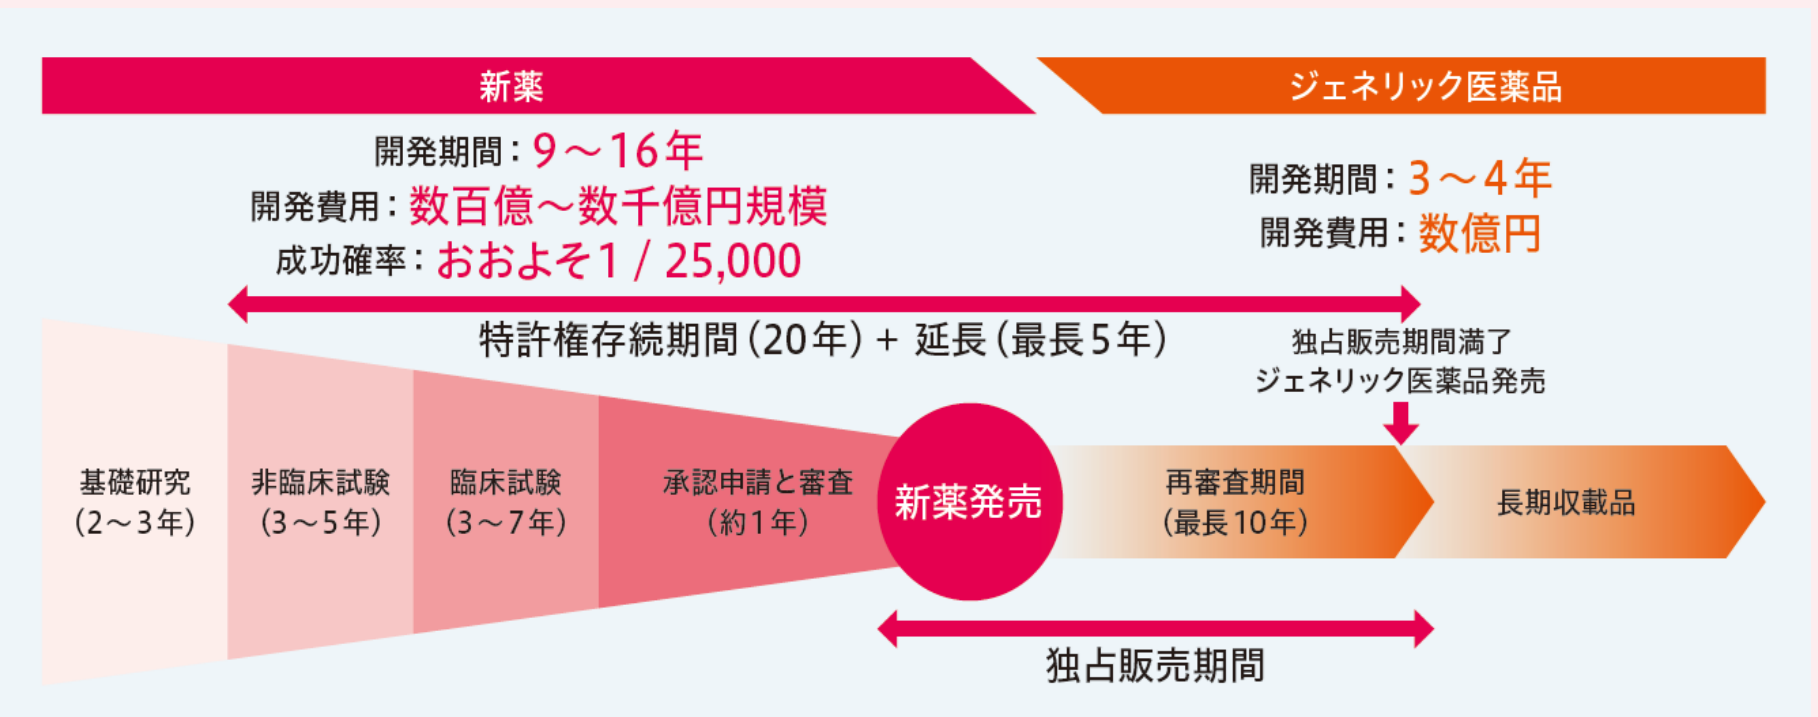 新薬
ジェネリック医薬品
開発期間：9～16年
開発費用：数百億～数千億円規模
成功確率：おおよそ1 / 25,000
開発期間：3～4年
開発費用：数億円
特許権存続期間（20年）+ 延長（最長5年）
独占販売期間満了
ジェネリック医薬品発売
基礎研究
（2～3年）
非臨床試験
（3～5年）
臨床試験
（3～7年）
承認申請と審査
（約1年）
新薬発売
再審査期間
（最長10年）
長期収載品
独占販売期間